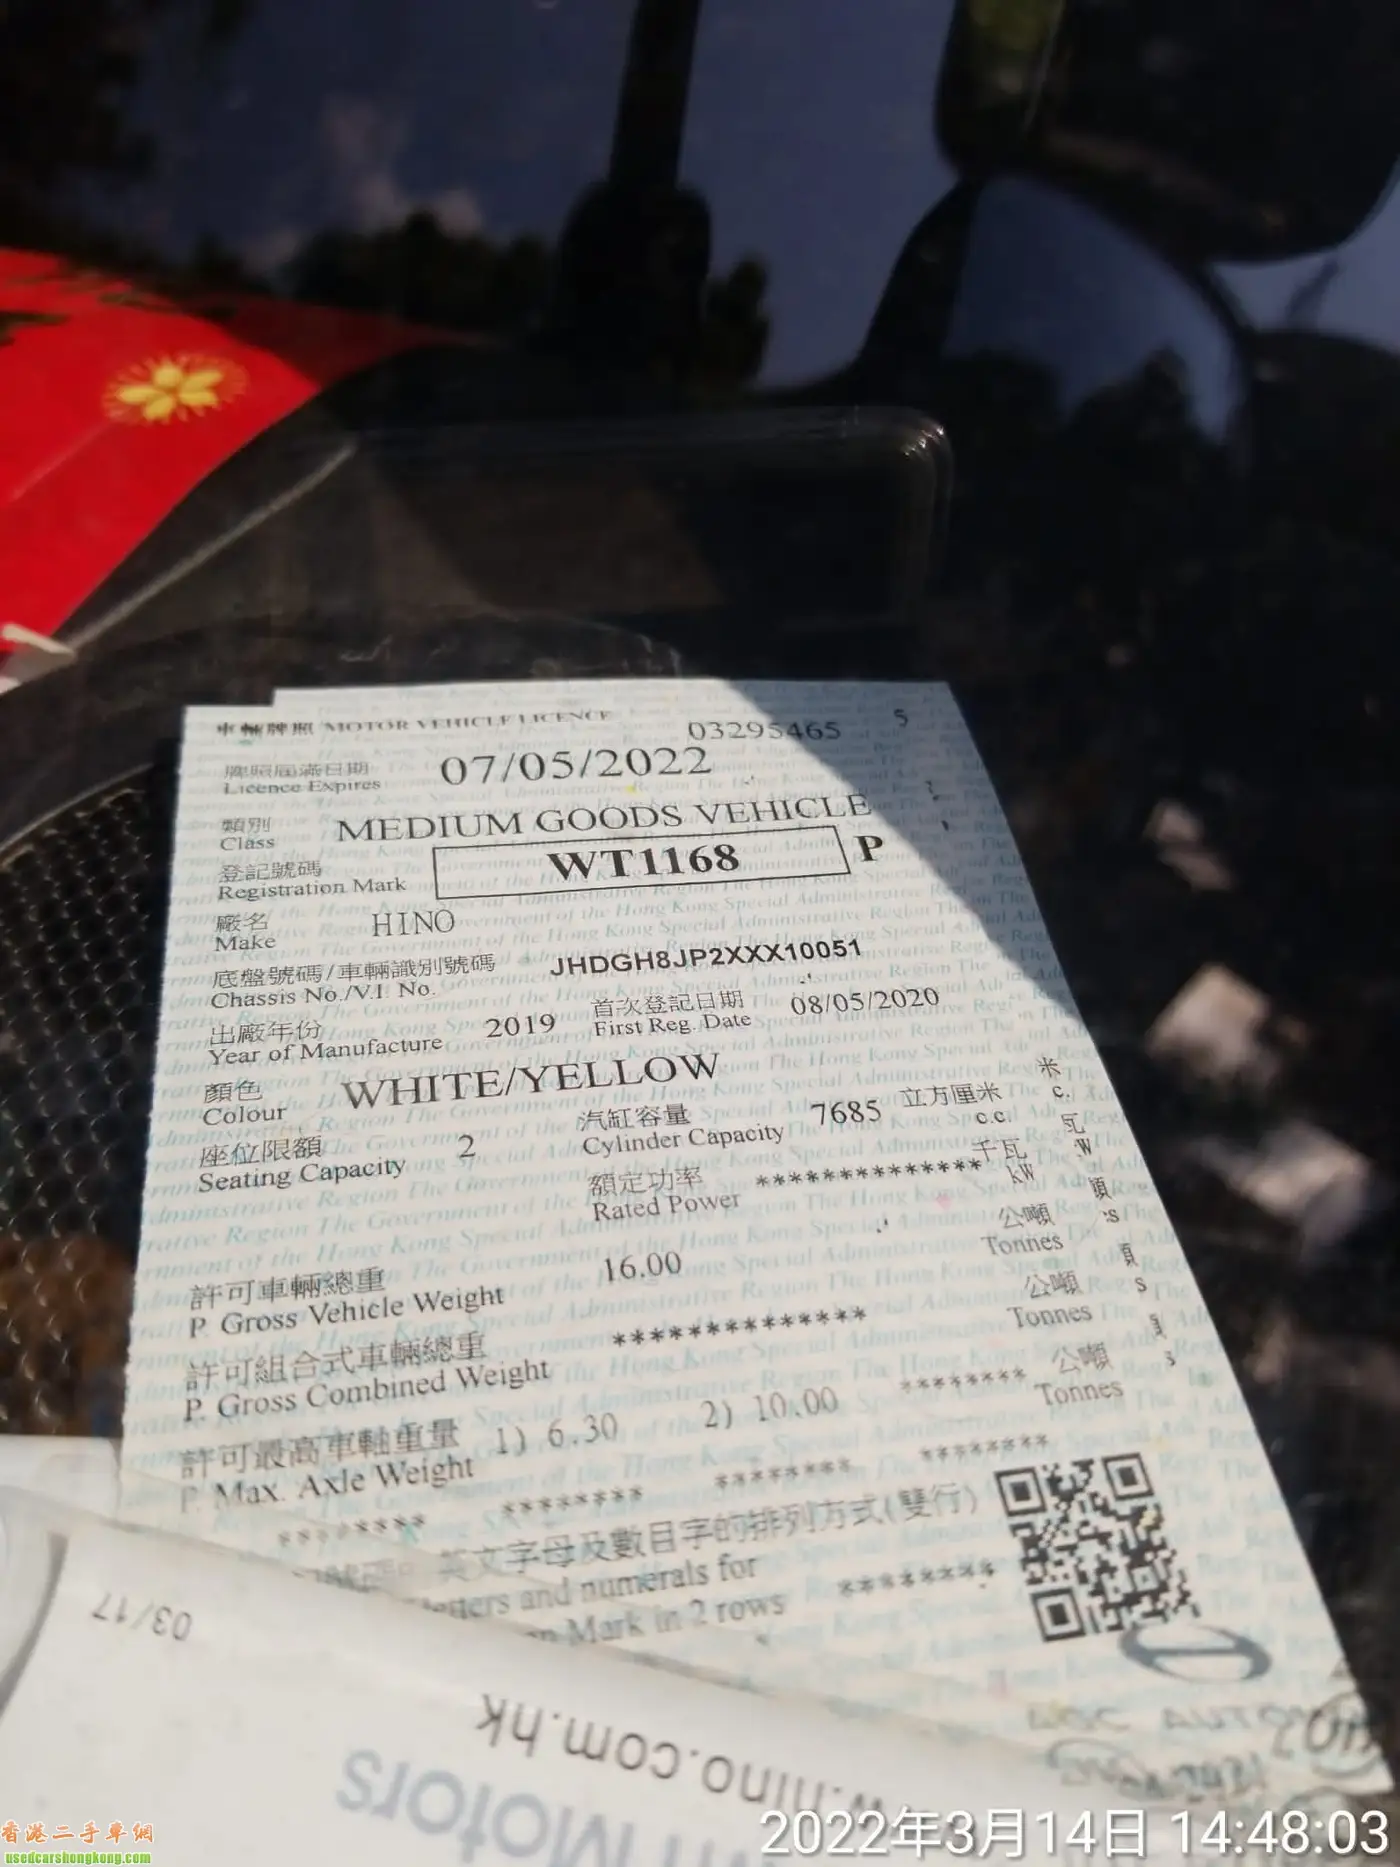 車輛牌照 MOTOR VEHICLE LICENCE 03295465 5
牌照屆滿日期 07/05/2022
Licence Expires
類別 MEDIUM GOODS VEHICLE
Class
登記號碼 WT1168 P
Registration Mark
廠名 HINO
Make
底盤號碼/車輛識別號碼 JHDGH8JP2XXX10051
Chassis No./V.I. No.
出廠年份 2019 首次登記日期 08/05/2020
Year of Manufacture First Reg. Date
顏色 WHITE/YELLOW
Colour
座位限額 2 汽缸容量 7685 立方厘米
Seating Capacity Cylinder Capacity c.c.
額定功率 ************** 千瓦
Rated Power kW
許可車輛總重 16.00 公噸
P. Gross Vehicle Weight Tonnes
許可組合式車輛總重 ************** 公噸
P. Gross Combined Weight Tonnes
許可最高車軸重量 1) 6.30 2) 10.00 ******** 公噸
P. Max. Axle Weight Tonnes
******** ******** ******** ********
英文字母及數目字的排列方式(雙行)
letters and numerals for ********
Mark in 2 rows
03/17
.hino.com.hk
Motors
2022年3月14日 14:48:03
香港二手車網
usedcarshongkong.com